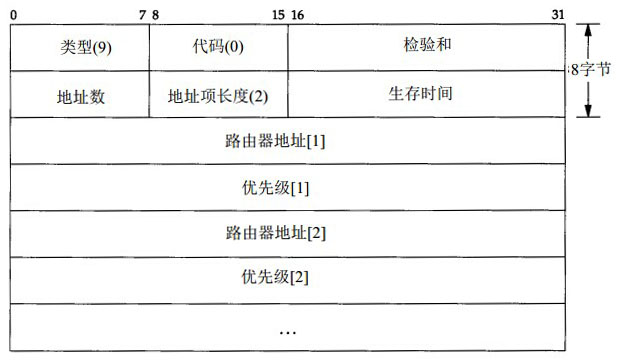 0 7 8 15 16 31
类型(9) 代码(0) 检验和
8字节
地址数 地址项长度(2) 生存时间
路由器地址[1]
优先级[1]
路由器地址[2]
优先级[2]
…